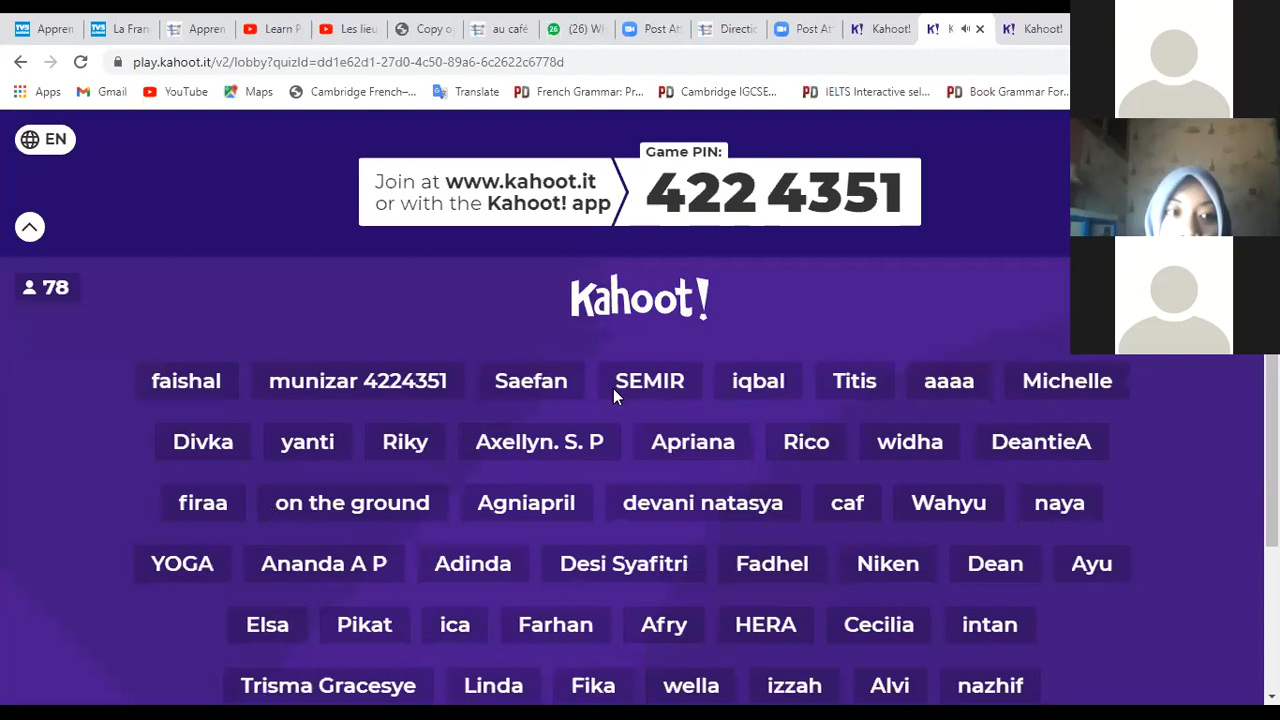 Appren
La Fran
Appren
Learn P
Les lieu
Copy o
au café
(26) W
Post At
Directi
Post At
Kahoot!
K
Kahoot!
play.kahoot.it/v2/lobby?quizId=dd1e62d1-27d0-4c50-89a6-6c2622c6778d
Apps Gmail YouTube Maps Cambridge French-... Translate French Grammar: Pr... Cambridge IGCSE... IELTS Interactive sel... Book Grammar For...
EN
Game PIN:
Join at www.kahoot.it
or with the Kahoot! app
422 4351
78
Kahoot!
faishal munizar 4224351 Saefan SEMIR iqbal Titis aaaa Michelle
Divka yanti Riky Axellyn. S. P Apriana Rico widha DeantieA
firaa on the ground Agniapril devani natasya caf Wahyu naya
YOGA Ananda A P Adinda Desi Syafitri Fadhel Niken Dean Ayu
Elsa Pikat ica Farhan Afry HERA Cecilia intan
Trisma Gracesye Linda Fika wella izzah Alvi nazhif